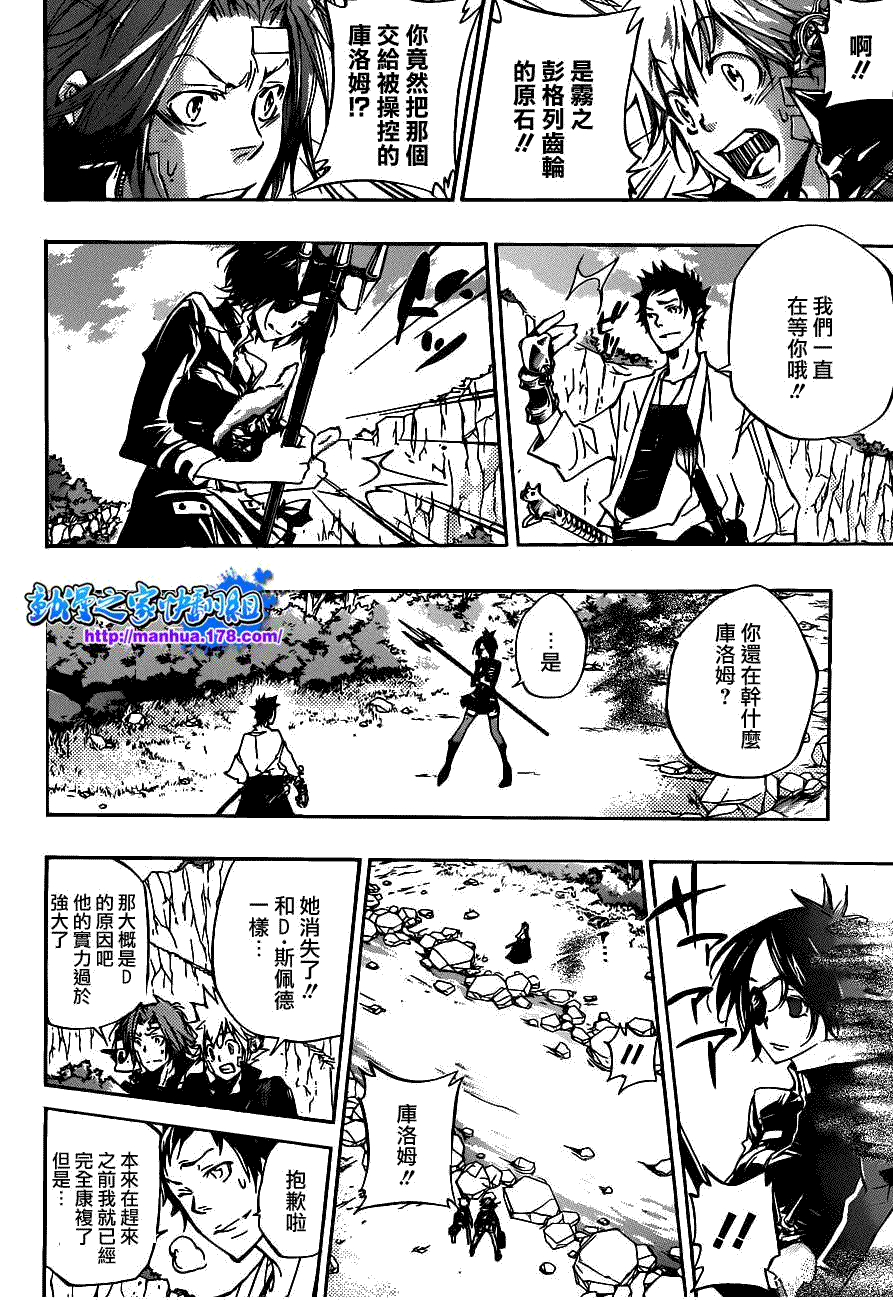 啊!!
是霧之
彭格列齒輪
的原石!!
你竟然把那個
交給被操控的
庫洛姆!?
我們一直
在等你哦!!
你還在幹什麼
庫洛姆?
…是
動漫之家快翻組
http://manhua.178.com/
!!
!!
庫洛姆!!
她消失了!!
和D·斯佩德
一樣…
那大概是D
的原因吧
他的實力過於
強大了
抱歉啦
本來在趕來
之前我就已經
完全康複了
但是…